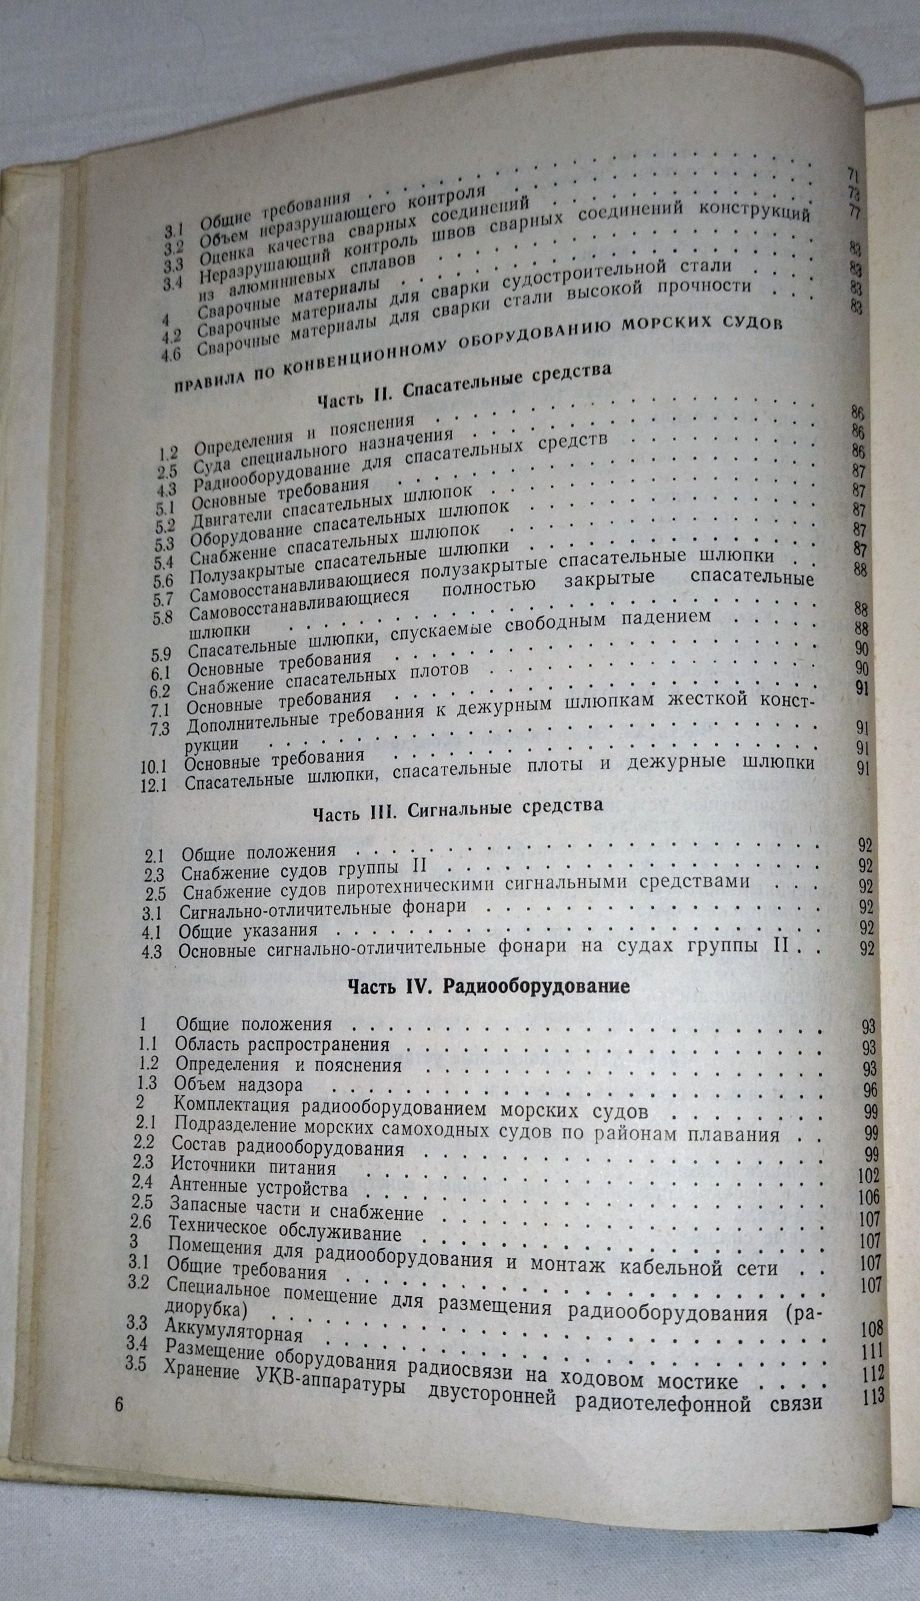 3.1 Общие требования . . . . . . . . . . . . . . . . . . 71
3.2 Объем неразрушающего контроля . . . . . . . . . . . . 73
3.3 Оценка качества сварных соединений . . . . . . . . . . 77
3.4 Неразрушающий контроль швов сварных соединений конструкций
из алюминиевых сплавов . . . . . . . . . . . . . . 83
4 Сварочные материалы . . . . . . . . . . . . . . . . 83
4.2 Сварочные материалы для сварки судостроительной стали . . . . 83
4.6 Сварочные материалы для сварки стали высокой прочности . . . 83
ПРАВИЛА ПО КОНВЕНЦИОННОМУ ОБОРУДОВАНИЮ МОРСКИХ СУДОВ
Часть II. Спасательные средства
1.2 Определения и пояснения . . . . . . . . . . . . . . 86
2.5 Суда специального назначения . . . . . . . . . . . . 86
4.3 Радиооборудование для спасательных средств . . . . . . . 86
5.1 Основные требования . . . . . . . . . . . . . . . . 87
5.2 Двигатели спасательных шлюпок . . . . . . . . . . . . 87
5.3 Оборудование спасательных шлюпок . . . . . . . . . . . 87
5.4 Снабжение спасательных шлюпок . . . . . . . . . . . . 87
5.6 Полузакрытые спасательные шлюпки . . . . . . . . . . . 87
5.7 Самовосстанавливающиеся полузакрытые спасательные шлюпки . . 88
5.8 Самовосстанавливающиеся полностью закрытые спасательные
шлюпки . . . . . . . . . . . . . . . . . . . . 88
5.9 Спасательные шлюпки, спускаемые свободным падением . . . . . 88
6.1 Основные требования . . . . . . . . . . . . . . . . 90
6.2 Снабжение спасательных плотов . . . . . . . . . . . . 90
7.1 Основные требования . . . . . . . . . . . . . . . . 91
7.3 Дополнительные требования к дежурным шлюпкам жесткой конст-
рукции . . . . . . . . . . . . . . . . . . . . 91
10.1 Основные требования . . . . . . . . . . . . . . . . 91
12.1 Спасательные шлюпки, спасательные плоты и дежурные шлюпки 91
Часть III. Сигнальные средства
2.1 Общие положения . . . . . . . . . . . . . . . . . 92
2.3 Снабжение судов группы II . . . . . . . . . . . . . . 92
2.5 Снабжение судов пиротехническими сигнальными средствами . . . 92
3.1 Сигнально-отличительные фонари . . . . . . . . . . . . 92
4.1 Общие указания . . . . . . . . . . . . . . . . . . 92
4.3 Основные сигнально-отличительные фонари на судах группы II . . 92
Часть IV. Радиооборудование
1 Общие положения . . . . . . . . . . . . . . . . . 93
1.1 Область распространения . . . . . . . . . . . . . . . 93
1.2 Определения и пояснения . . . . . . . . . . . . . . 93
1.3 Объем надзора . . . . . . . . . . . . . . . . . . 96
2 Комплектация радиооборудованием морских судов . . . . . . . 99
2.1 Подразделение морских самоходных судов по районам плавания . . 99
2.2 Состав радиооборудования . . . . . . . . . . . . . . 99
2.3 Источники питания . . . . . . . . . . . . . . . . . 102
2.4 Антенные устройства . . . . . . . . . . . . . . . . 106
2.5 Запасные части и снабжение . . . . . . . . . . . . . 107
2.6 Техническое обслуживание . . . . . . . . . . . . . . 107
3 Помещения для радиооборудования и монтаж кабельной сети . . 107
3.1 Общие требования . . . . . . . . . . . . . . . . . 107
3.2 Специальное помещение для размещения радиооборудования (ра-
диорубка) . . . . . . . . . . . . . . . . . . . 108
3.3 Аккумуляторная . . . . . . . . . . . . . . . . . . 111
3.4 Размещение оборудования радиосвязи на ходовом мостике . . . . 112
3.5 Хранение УКВ-аппаратуры двусторонней радиотелефонной связи 113
6